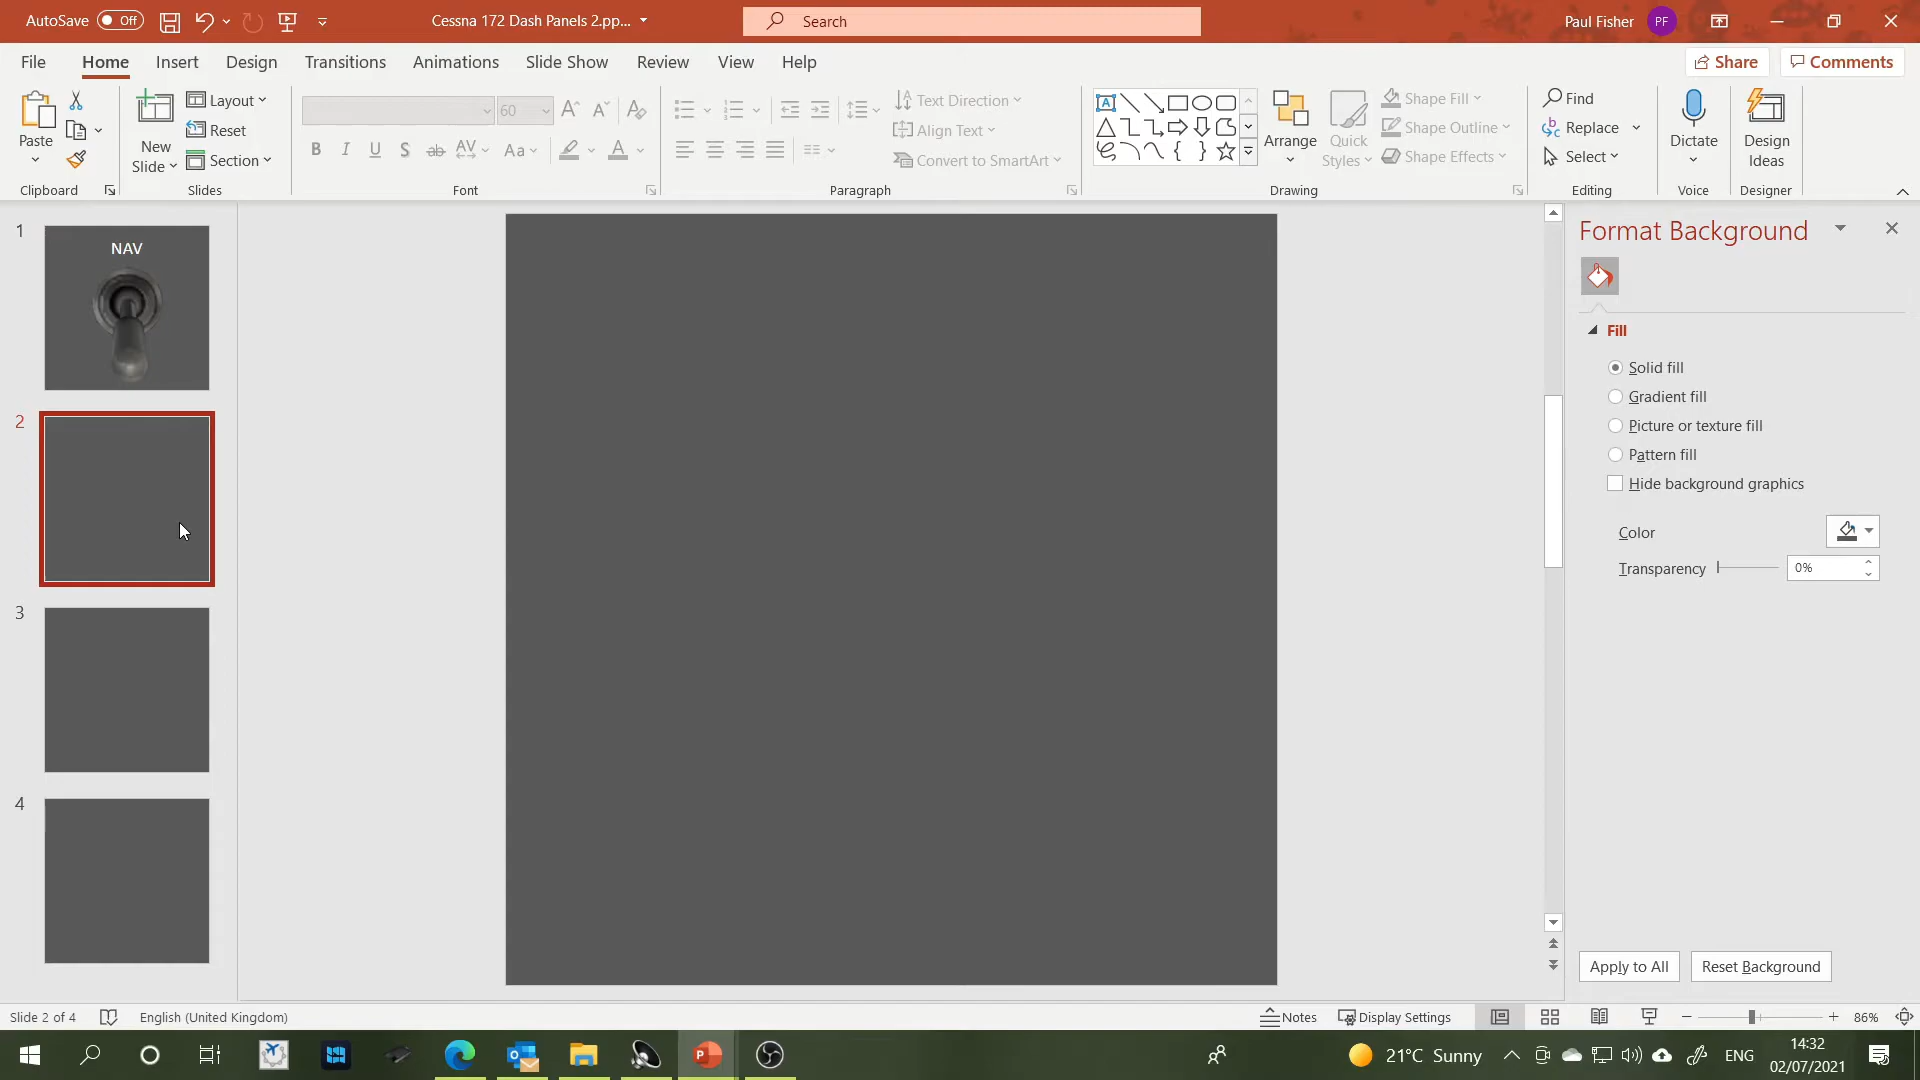 AutoSave Off
Cessna 172 Dash Panels 2.pp...
Search
Paul Fisher PF
File Home Insert Design Transitions Animations Slide Show Review View Help
Share Comments
Paste
Clipboard
New Slide
Layout
Reset
Section
Slides
60
B I U S ab AV Aa A
Font
Text Direction
Align Text
Convert to SmartArt
Paragraph
Arrange
Quick Styles
Shape Fill
Shape Outline
Shape Effects
Drawing
Find
Replace
Select
Editing
Dictate
Voice
Design Ideas
Designer
1
NAV
2
3
4
Format Background
Fill
Solid fill
Gradient fill
Picture or texture fill
Pattern fill
Hide background graphics
Color
Transparency 0%
Apply to All Reset Background
Slide 2 of 4 English (United Kingdom) Notes Display Settings 86%
21°C Sunny ENG
14:32
02/07/2021